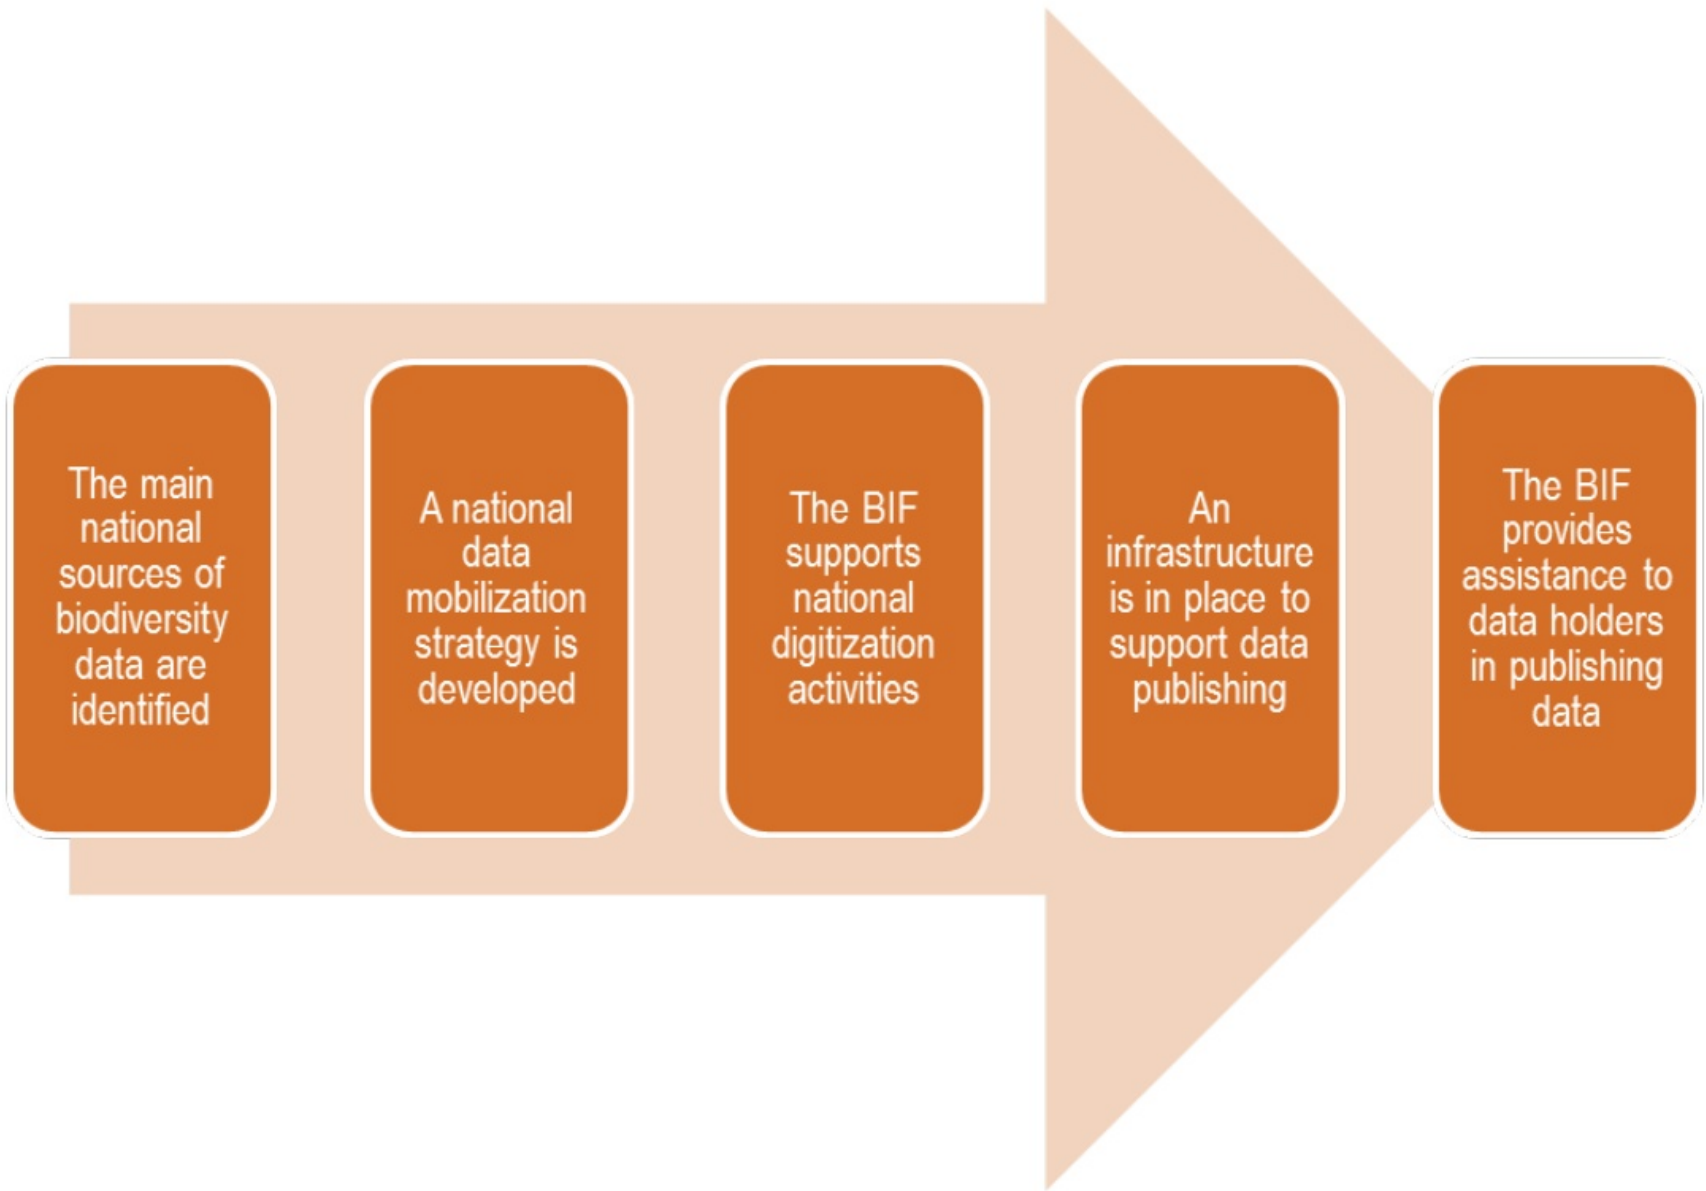 The main
national
sources of
biodiversity
data are
identified
A national
data
mobilization
strategy is
developed
The BIF
supports
national
digitization
activities
An
infrastructure
is in place to
support data
publishing
The BIF
provides
assistance to
data holders
in publishing
data